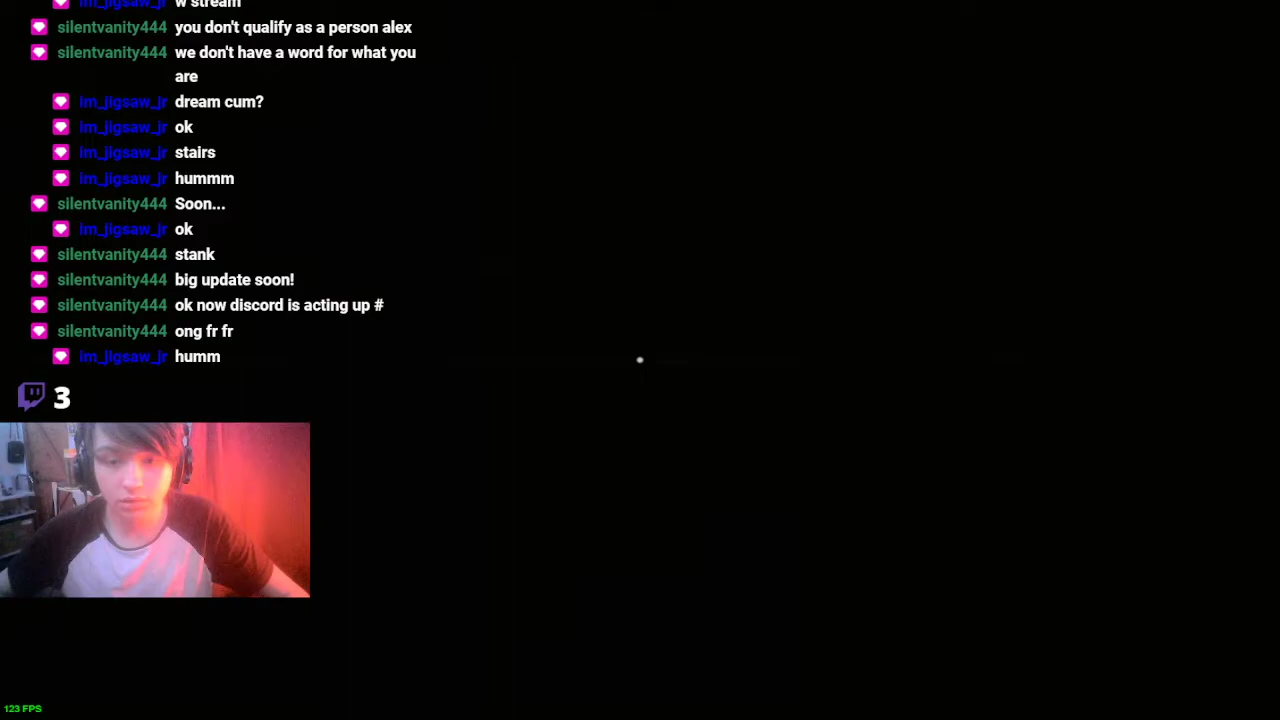 im_jigsaw_jr w stream
silentvanity444 you don't qualify as a person alex
silentvanity444 we don't have a word for what you
are
im_jigsaw_jr dream cum?
im_jigsaw_jr ok
im_jigsaw_jr stairs
im_jigsaw_jr hummm
silentvanity444 Soon...
im_jigsaw_jr ok
silentvanity444 stank
silentvanity444 big update soon!
silentvanity444 ok now discord is acting up #
silentvanity444 ong fr fr
im_jigsaw_jr humm
3
123 FPS